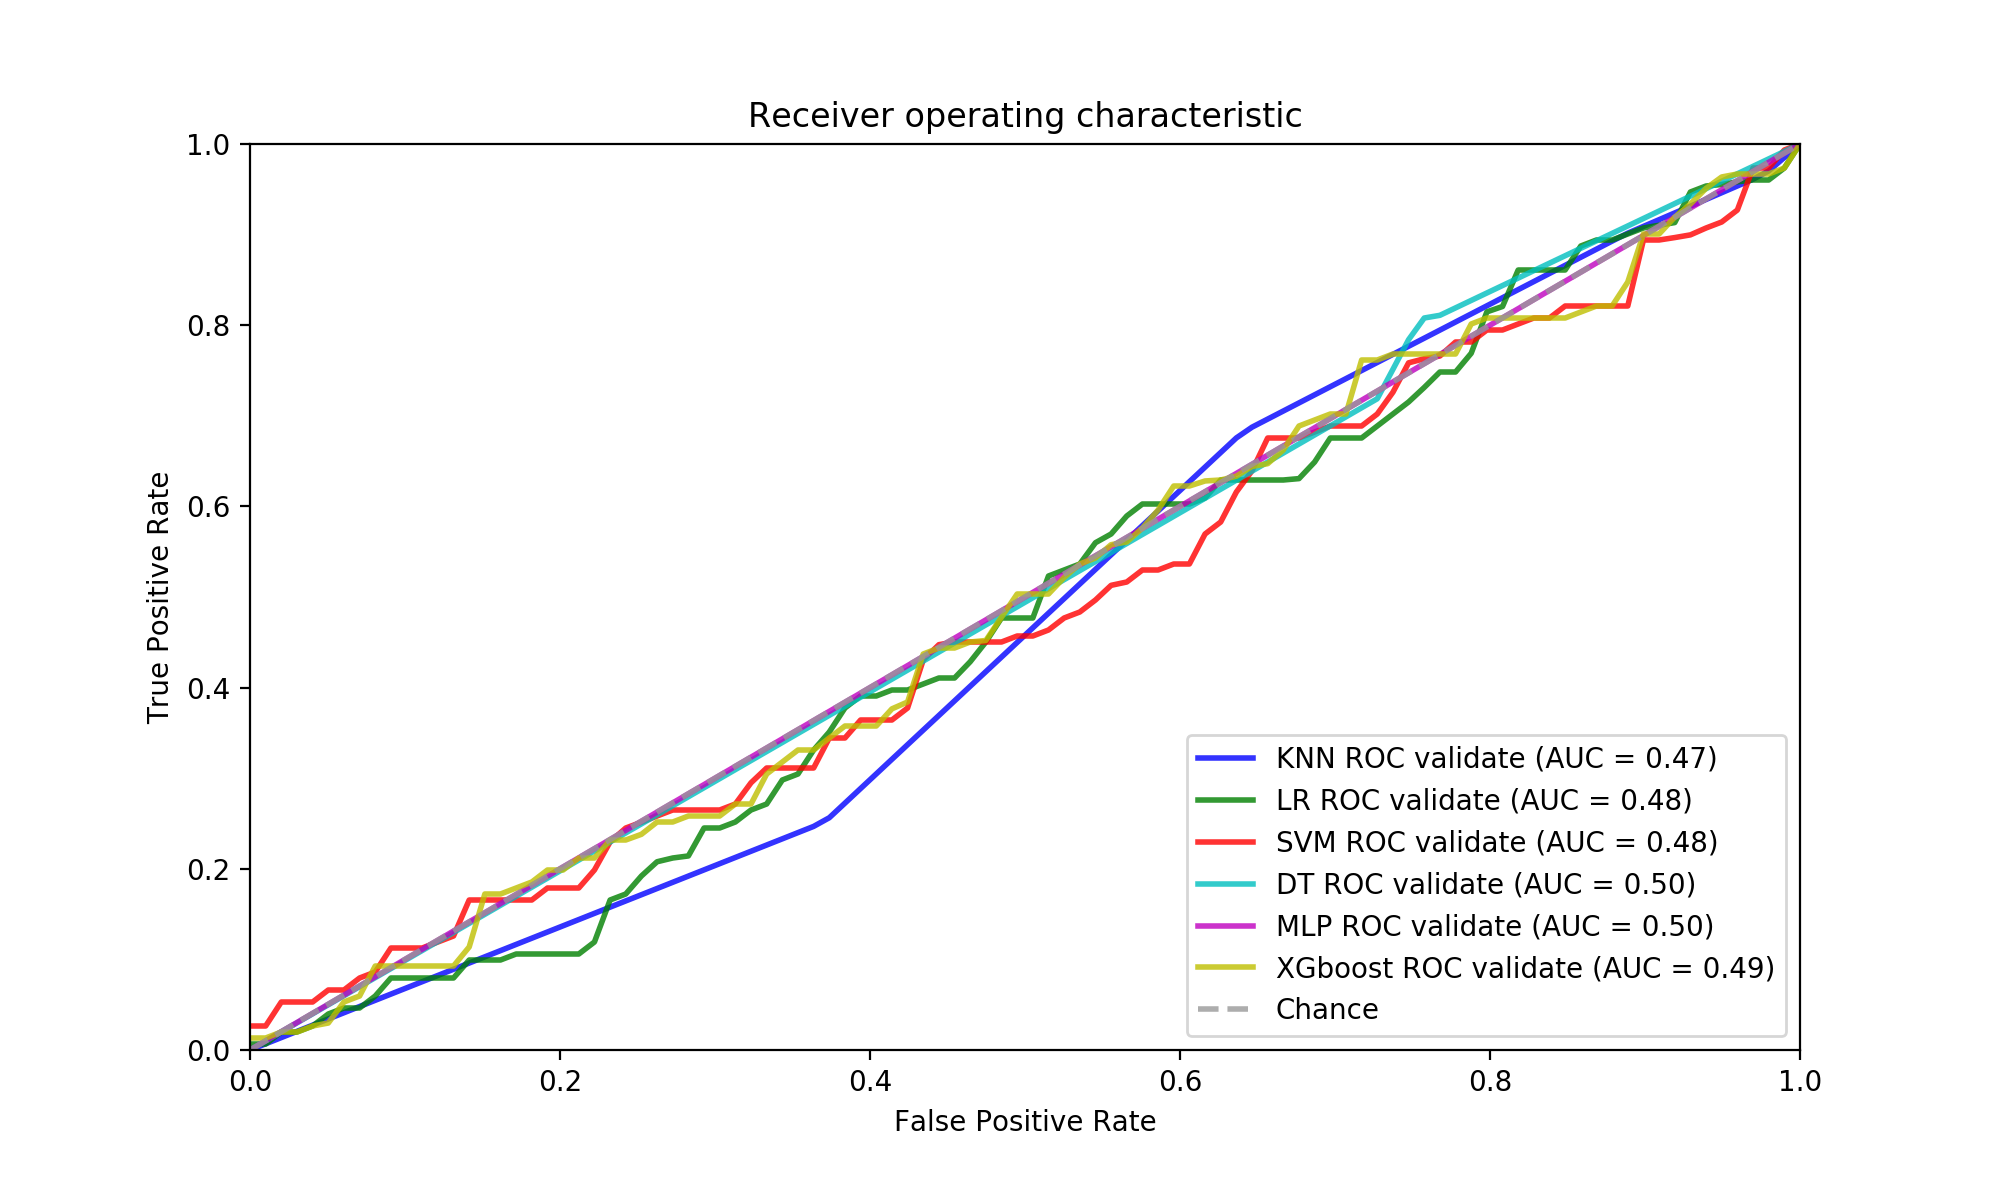 Receiver operating characteristic
1.0
0.8
0.6
0.4
0.2
0.0
True Positive Rate
KNN ROC validate (AUC = 0.47)
LR ROC validate (AUC = 0.48)
SVM ROC validate (AUC = 0.48)
DT ROC validate (AUC = 0.50)
MLP ROC validate (AUC = 0.50)
XGboost ROC validate (AUC = 0.49)
Chance
0.0 0.2 0.4 0.6 0.8 1.0
False Positive Rate